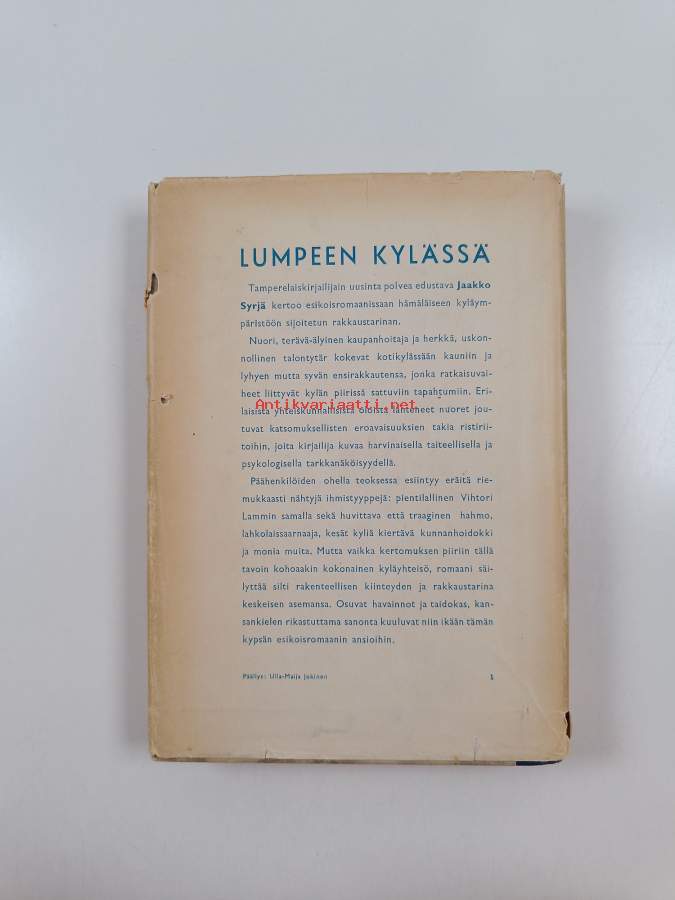 LUMPEEN KYLÄSSÄ
Tamperelaiskirjailijain uusinta polvea edustava Jaakko
Syrjä kertoo esikoisromaanissaan hämäläiseen kyläym-
päristöön sijoitetun rakkaustarinan.
Nuori, terävä-älyinen kaupanhoitaja ja herkkä, uskon-
nollinen talontytär kokevat kotikylässään kauniin ja
lyhyen mutta syvän ensirakkautensa, jonka ratkaisuvai-
heet liittyvät kylän piirissä sattuviin tapahtumiin. Eri-
Antikvariaatti.net
laisista yhteiskunnallisista oloista lähteneet nuoret jou-
tuvat katsomuksellisten eroavaisuuksien takia ristirii-
toihin, joita kirjailija kuvaa harvinaisella taiteellisella ja
psykologisella tarkkanäköisyydellä.
Päähenkilöiden ohella teoksessa esiintyy eräitä rie-
mukkaasti nähtyjä ihmistyyppejä: pientilallinen Vihtori
Lammin samalla sekä huvittava että traaginen hahmo,
lahkolaissaarnaaja, kesät kyliä kiertävä kunnanhoidokki
ja monia muita. Mutta vaikka kertomuksen piiriin tällä
tavoin kohoaakin kokonainen kyläyhteisö, romaani säi-
lyttää silti rakenteellisen kiinteyden ja rakkaustarina
keskeisen asemansa. Osuvat havainnot ja taidokas, kan-
sankielen rikastuttama sanonta kuuluvat niin ikään tämän
kypsän esikoisromaanin ansioihin.
Päällys: Ulla-Maija Jokinen 1